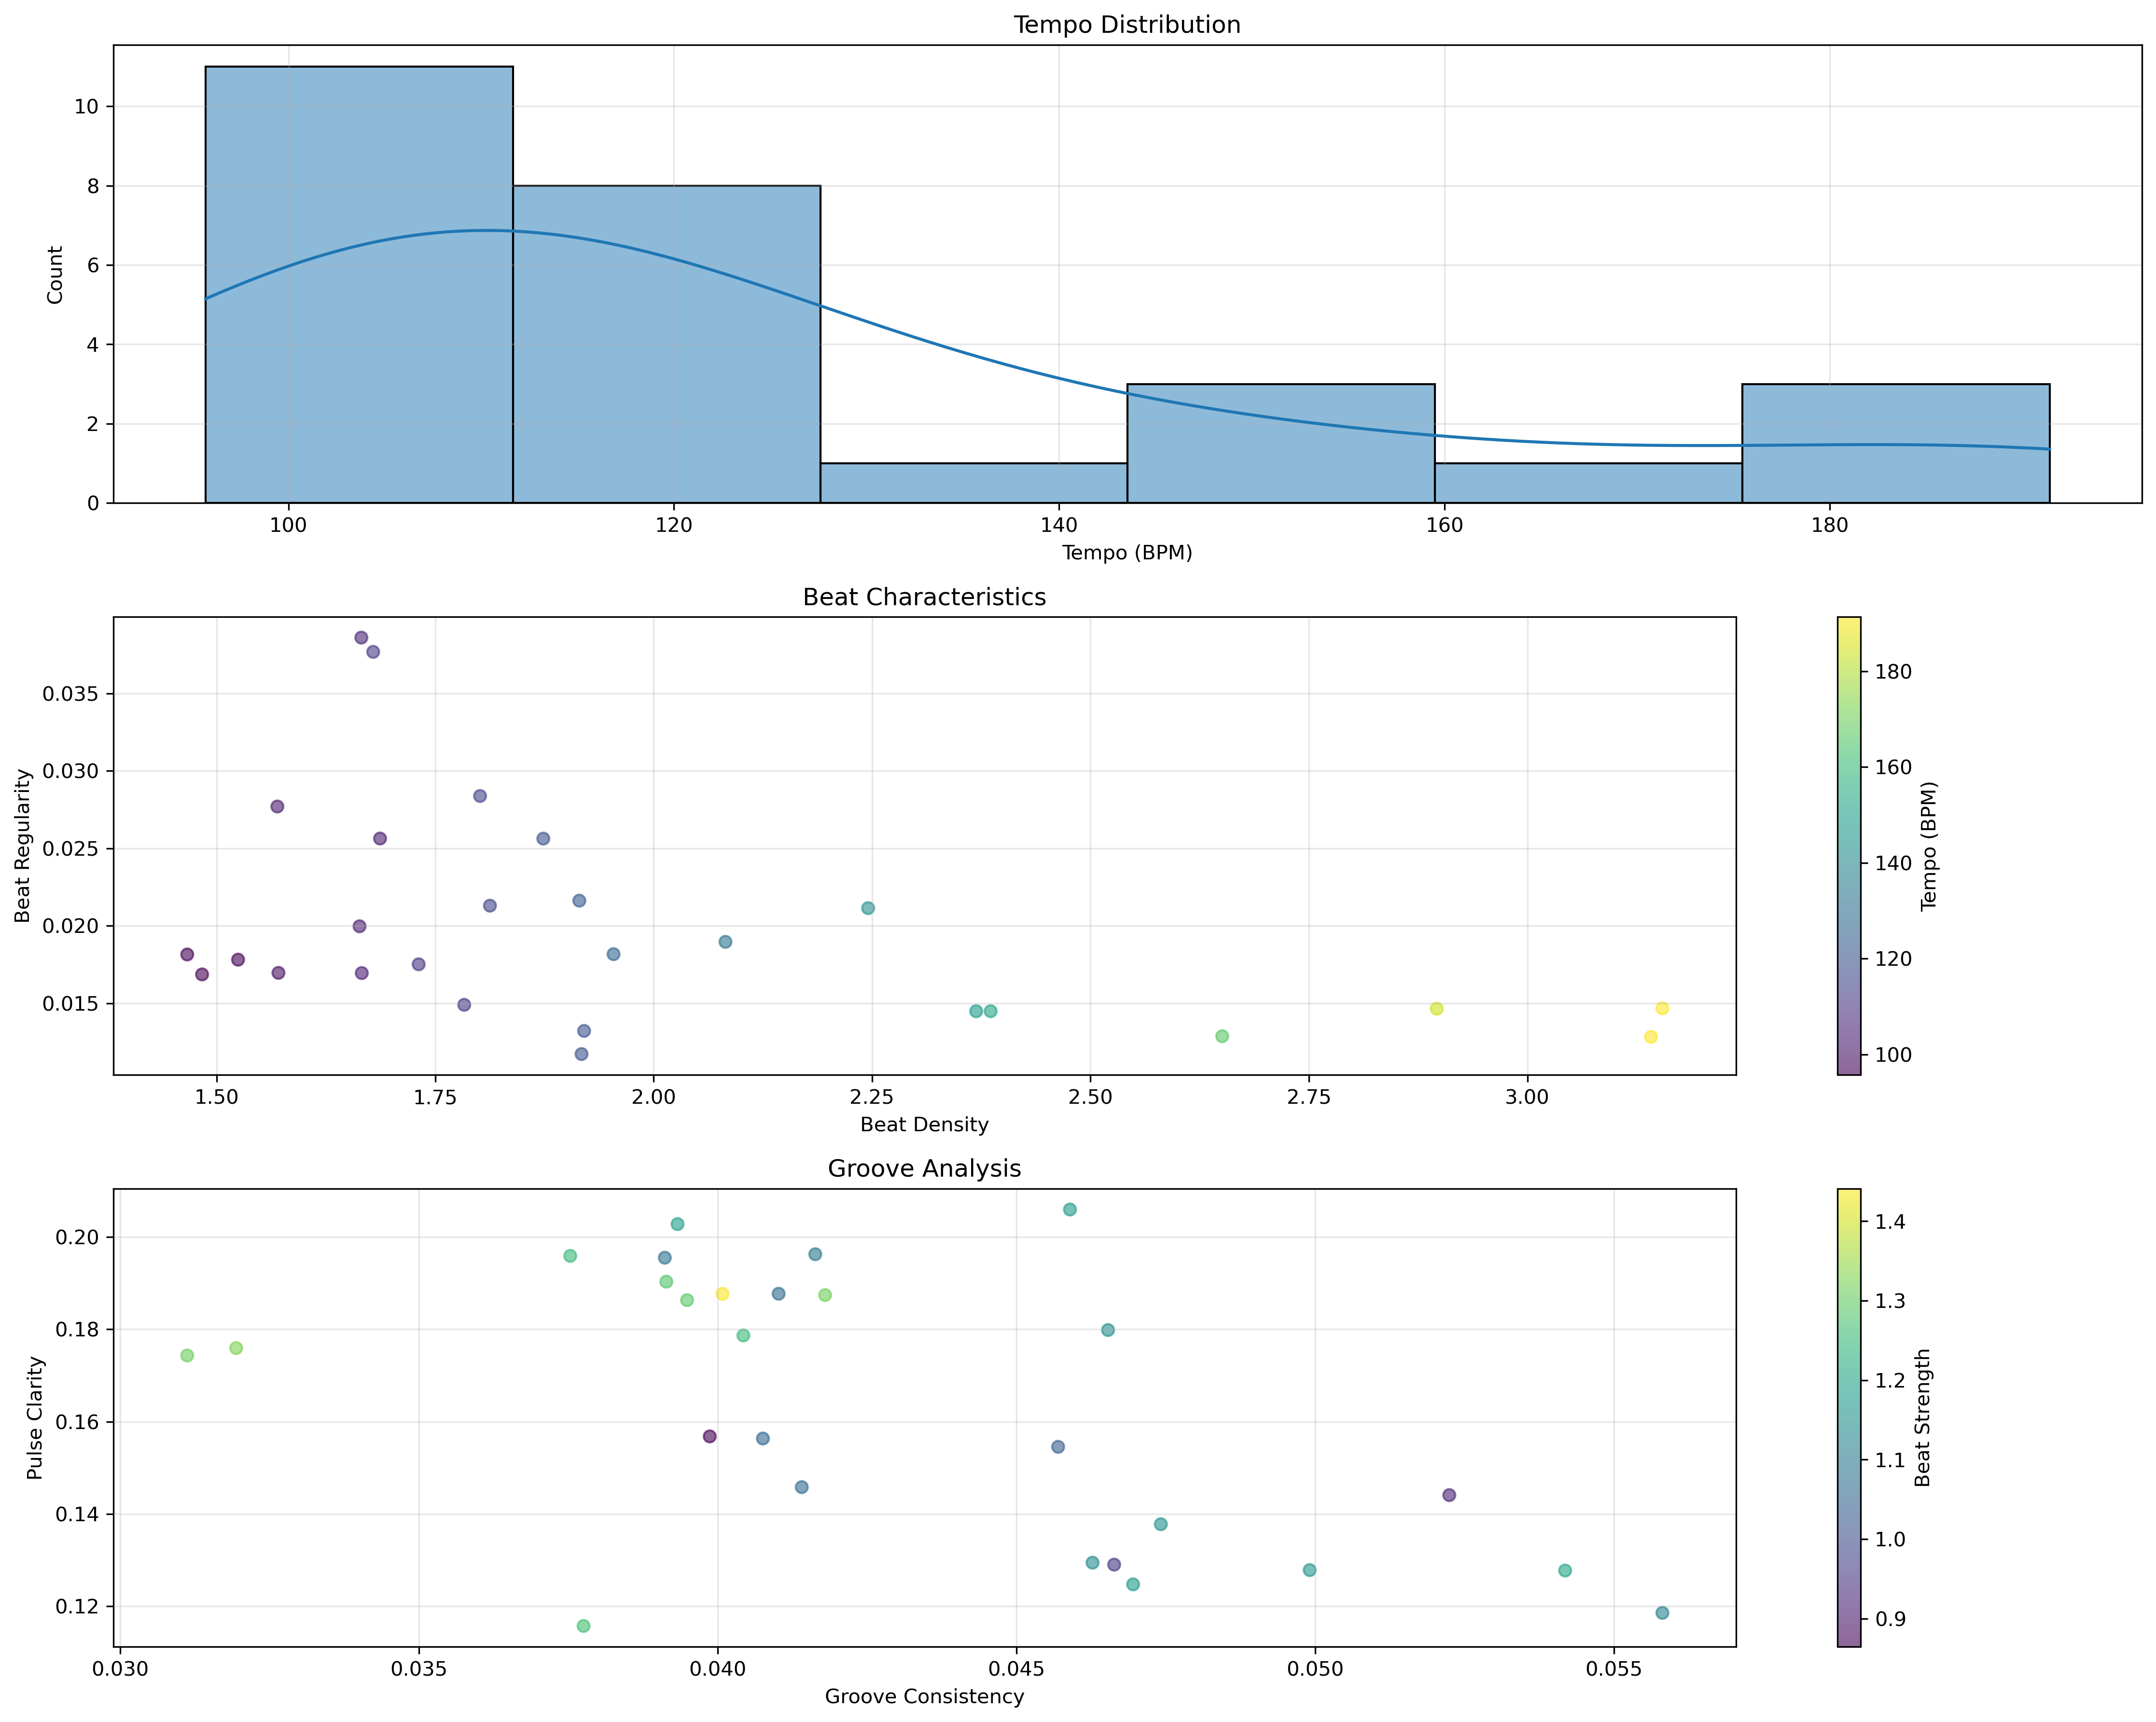 Tempo Distribution
10
8
6
4
2
0
Count
100 120 140 160 180
Tempo (BPM)
Beat Characteristics
0.035
0.030
0.025
0.020
0.015
Beat Regularity
1.50 1.75 2.00 2.25 2.50 2.75 3.00
Beat Density
180
160
140
120
100
Tempo (BPM)
Groove Analysis
0.20
0.18
0.16
0.14
0.12
Pulse Clarity
0.030 0.035 0.040 0.045 0.050 0.055
Groove Consistency
1.4
1.3
1.2
1.1
1.0
0.9
Beat Strength